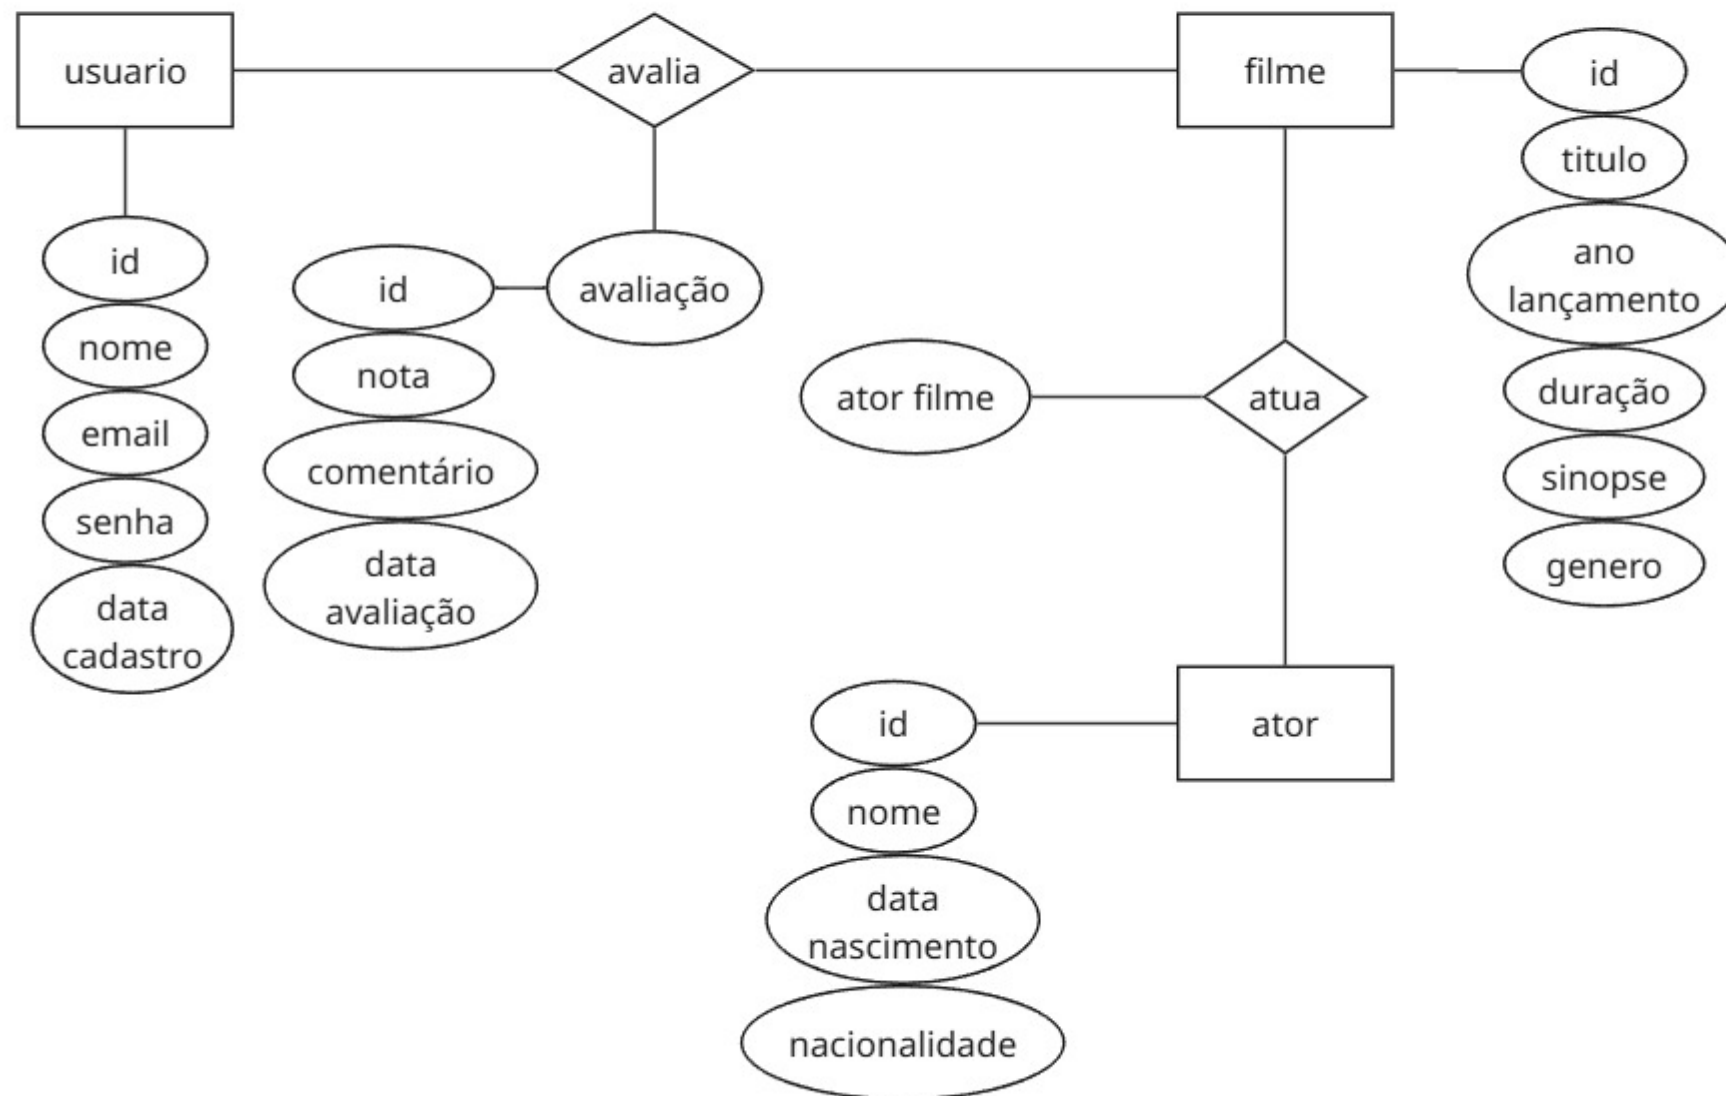 usuario
avalia
filme
id
titulo
ano
lançamento
duração
sinopse
genero
id
nome
email
senha
data
cadastro
avaliação
id
nota
comentário
data
avaliação
ator filme
atua
ator
id
nome
data
nascimento
nacionalidade